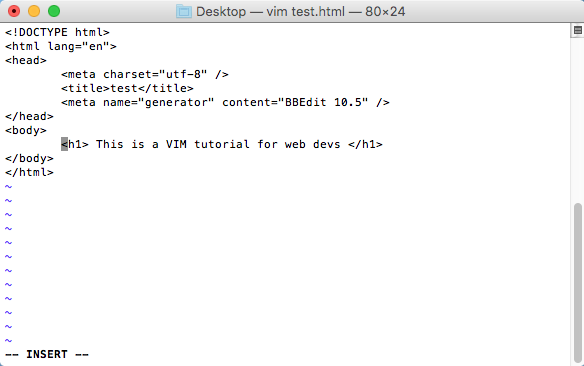 Desktop — vim test.html — 80×24
<!DOCTYPE html>
<html lang="en">
<head>
        <meta charset="utf-8" />
        <title>test</title>
        <meta name="generator" content="BBEdit 10.5" />
</head>
<body>
        <h1> This is a VIM tutorial for web devs </h1>
</body>
</html>
~
~
~
~
~
~
~
~
~
~
~
~
-- INSERT --